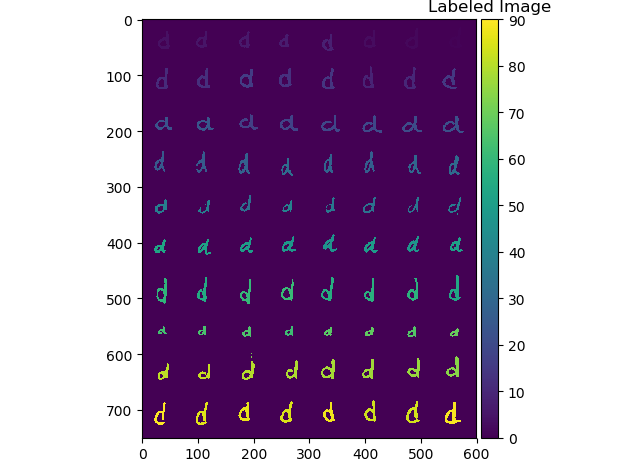 Labeled Image
0
d d d d d d d
100 d d d d d d d d
200 d d d d d d d d
d d d d d d d d
300
d d d d d d d d
400 d d d d d d d d
500 d d d d d d d d
d d d d d d d d
600
d d d d d d d d
700 d d d d d d d d
0 100 200 300 400 500 600
90
80
70
60
50
40
30
20
10
0